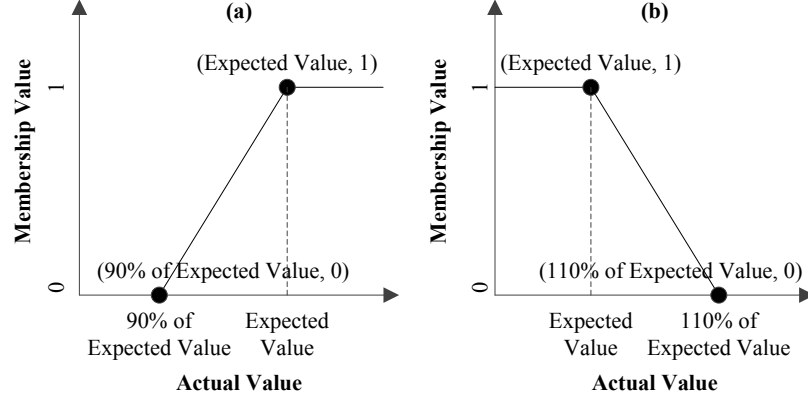 (a)
(Expected Value, 1)
1
Membership Value
(90% of Expected Value, 0)
0
90% of
Expected Value
Expected
Value
Actual Value
(b)
(Expected Value, 1)
1
Membership Value
(110% of Expected Value, 0)
0
Expected
Value
110% of
Expected Value
Actual Value